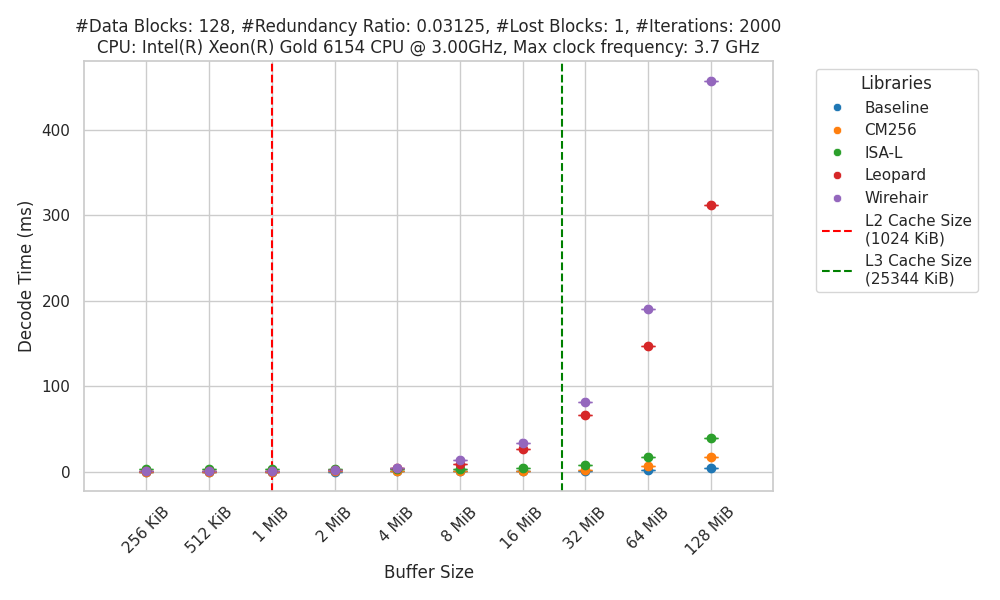 #Data Blocks: 128, #Redundancy Ratio: 0.03125, #Lost Blocks: 1, #Iterations: 2000
CPU: Intel(R) Xeon(R) Gold 6154 CPU @ 3.00GHz, Max clock frequency: 3.7 GHz
Decode Time (ms)
400
300
200
100
0
256 KiB
512 KiB
1 MiB
2 MiB
4 MiB
8 MiB
16 MiB
32 MiB
64 MiB
128 MiB
Buffer Size
Libraries
Baseline
CM256
ISA-L
Leopard
Wirehair
L2 Cache Size
(1024 KiB)
L3 Cache Size
(25344 KiB)